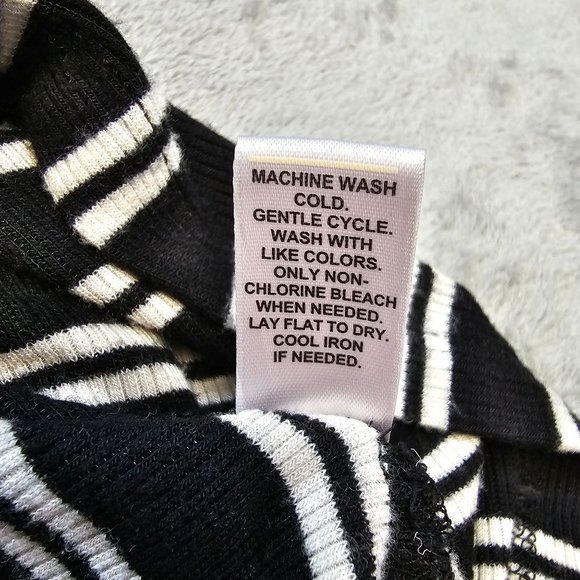 MACHINE WASH
COLD.
GENTLE CYCLE.
WASH WITH
LIKE COLORS.
ONLY NON-
CHLORINE BLEACH
WHEN NEEDED.
LAY FLAT TO DRY.
COOL IRON
IF NEEDED.